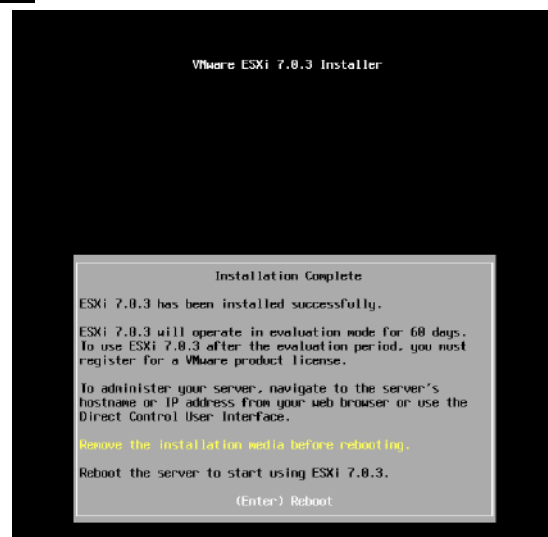 VMware ESXi 7.0.3 Installer
Installation Complete
ESXi 7.0.3 has been installed successfully.
ESXi 7.0.3 will operate in evaluation mode for 60 days.
To use ESXi 7.0.3 after the evaluation period, you must
register for a VMware product license.
To administer your server, navigate to the server's
hostname or IP address from your web browser or use the
Direct Control User Interface.
Remove the installation media before rebooting.
Reboot the server to start using ESXi 7.0.3.
(Enter) Reboot